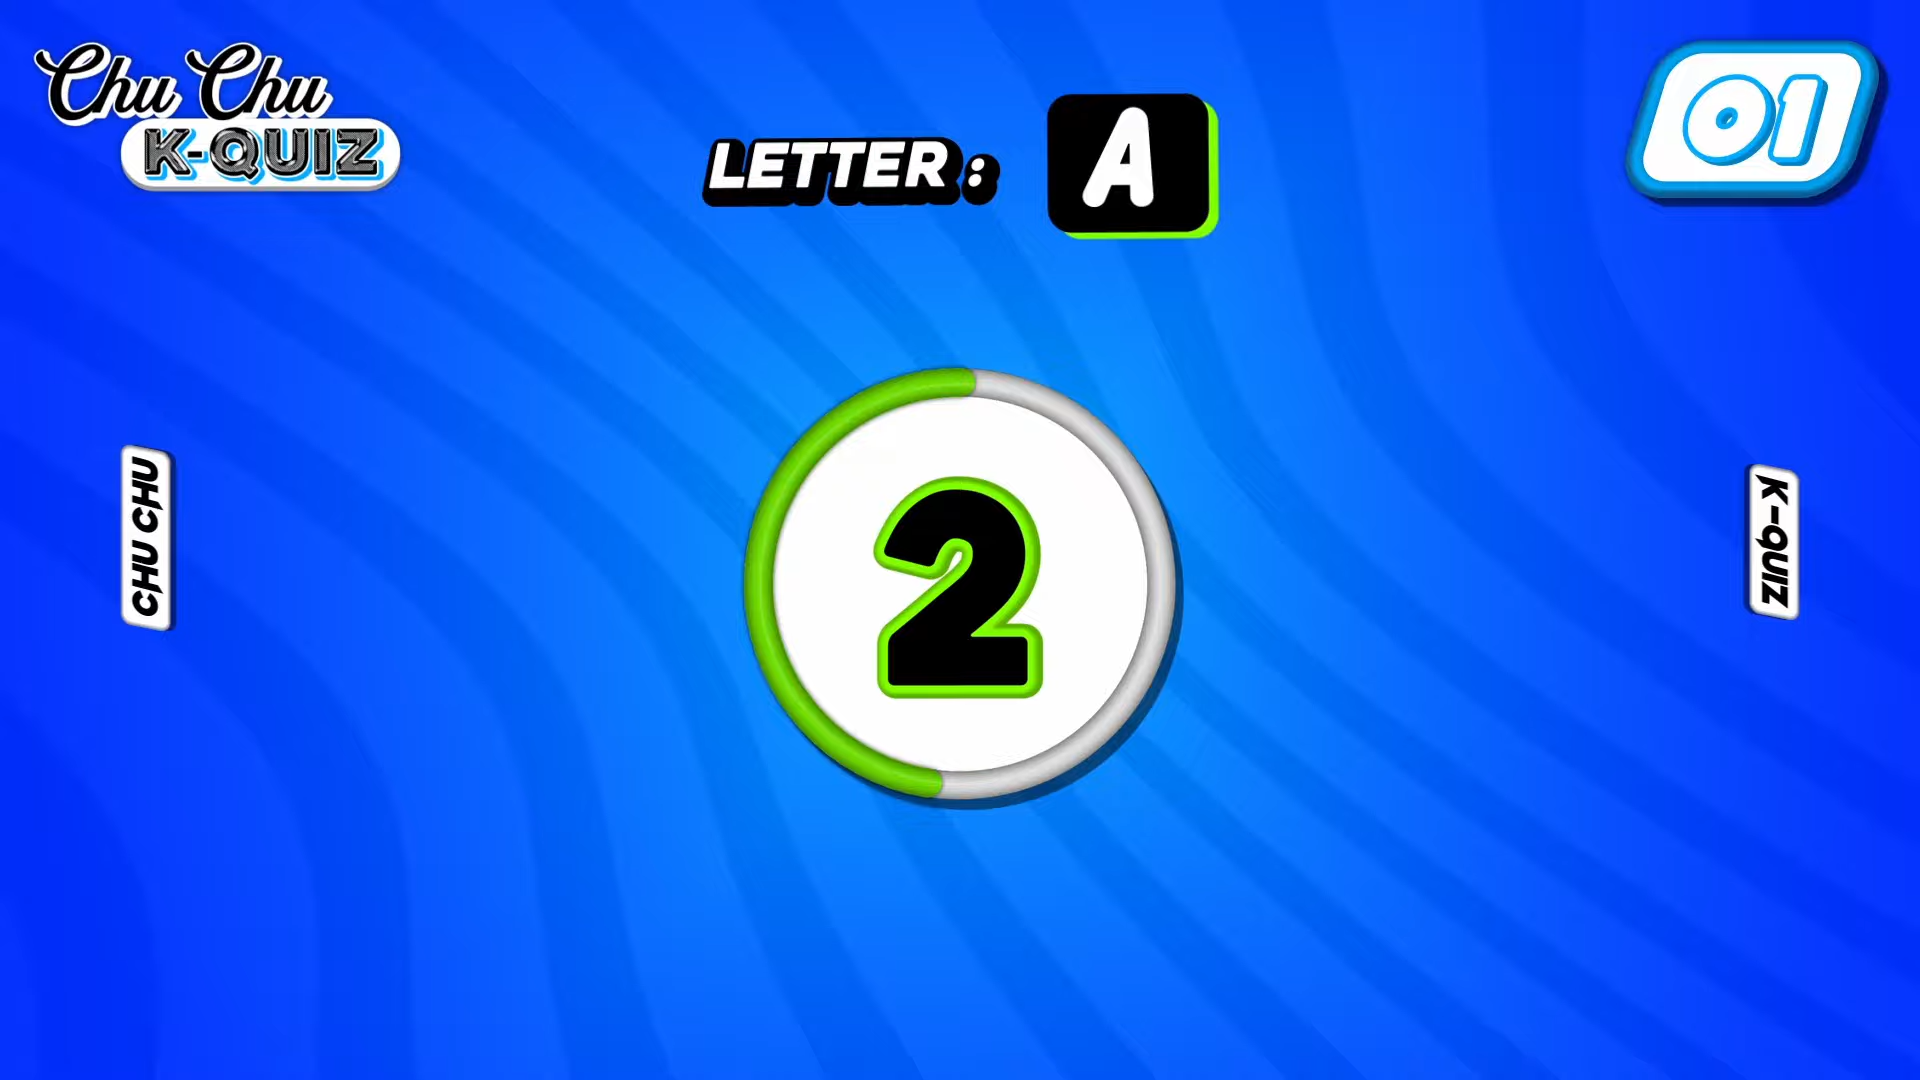 Chu Chu
K-QUIZ
LETTER : A
01
CHU CHU
2
K-QUIZ